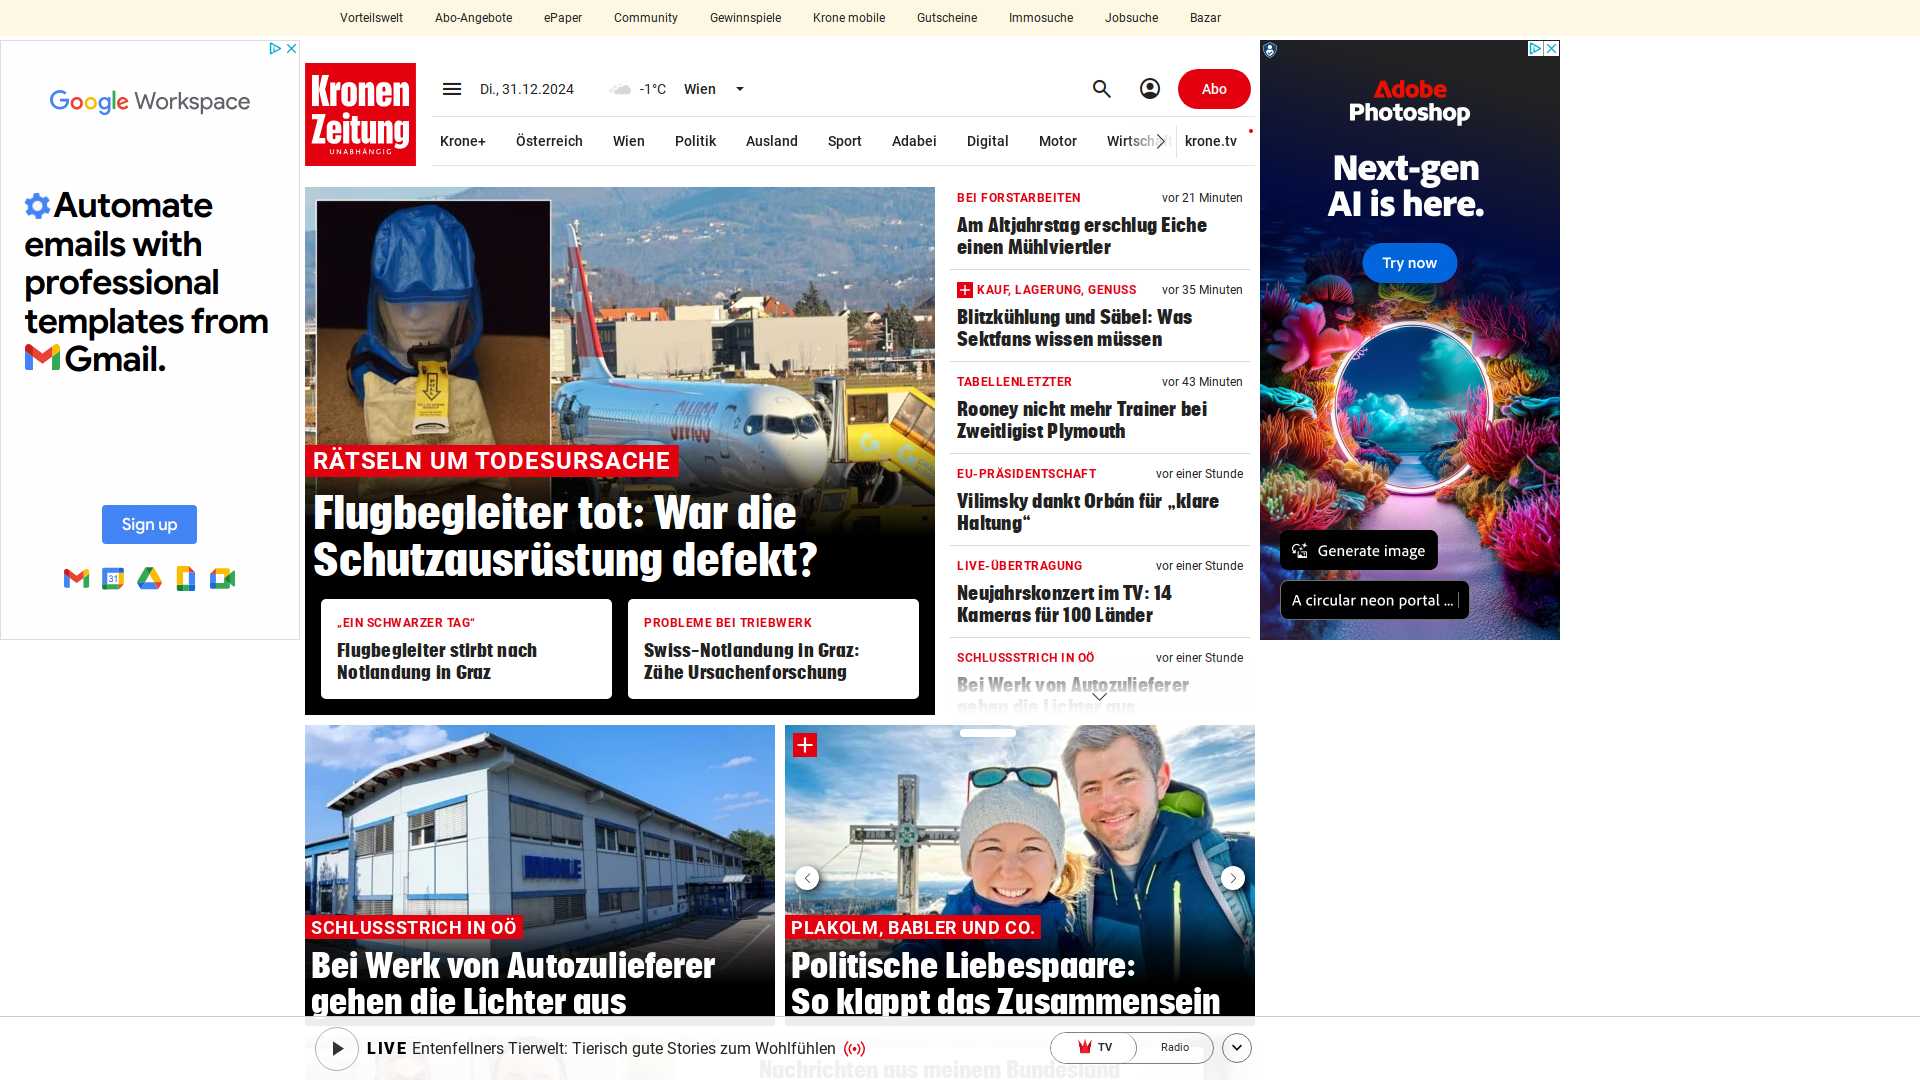 Vorteilswelt
Abo-Angebote
ePaper
Community
Gewinnspiele
Krone mobile
Gutscheine
Immosuche
Jobsuche
Bazar
Google Workspace
Automate
emails with
professional
templates from
Gmail.
Sign up
31
Kronen
Zeitung
UNABHÄNGIG
Di., 31.12.2024
-1°C
Wien
Abo
Krone+
Österreich
Wien
Politik
Ausland
Sport
Adabei
Digital
Motor
Wirtschaft
krone.tv
swiss
RÄTSELN UM TODESURSACHE
Flugbegleiter tot: War die
Schutzausrüstung defekt?
„EIN SCHWARZER TAG“
Flugbegleiter stirbt nach
Notlandung in Graz
PROBLEME BEI TRIEBWERK
Swiss-Notlandung in Graz:
Zähe Ursachenforschung
BEI FORSTARBEITEN
vor 21 Minuten
Am Altjahrstag erschlug Eiche
einen Mühlviertler
KAUF, LAGERUNG, GENUSS
vor 35 Minuten
Blitzkühlung und Säbel: Was
Sektfans wissen müssen
TABELLENLETZTER
vor 43 Minuten
Rooney nicht mehr Trainer bei
Zweitligist Plymouth
EU-PRÄSIDENTSCHAFT
vor einer Stunde
Vilimsky dankt Orbán für „klare
Haltung“
LIVE-ÜBERTRAGUNG
vor einer Stunde
Neujahrskonzert im TV: 14
Kameras für 100 Länder
SCHLUSSSTRICH IN OÖ
vor einer Stunde
Bei Werk von Autozulieferer
gehen die Lichter aus
Adobe
Photoshop
Next-gen
AI is here.
Try now
Generate image
A circular neon portal ...
SCHLUSSSTRICH IN OÖ
Bei Werk von Autozulieferer
gehen die Lichter aus
PLAKOLM, BABLER UND CO.
Politische Liebespaare:
So klappt das Zusammensein
LIVE Entenfellners Tierwelt: Tierisch gute Stories zum Wohlfühlen
TV
Radio
Nachrichten aus meinem Bundesland